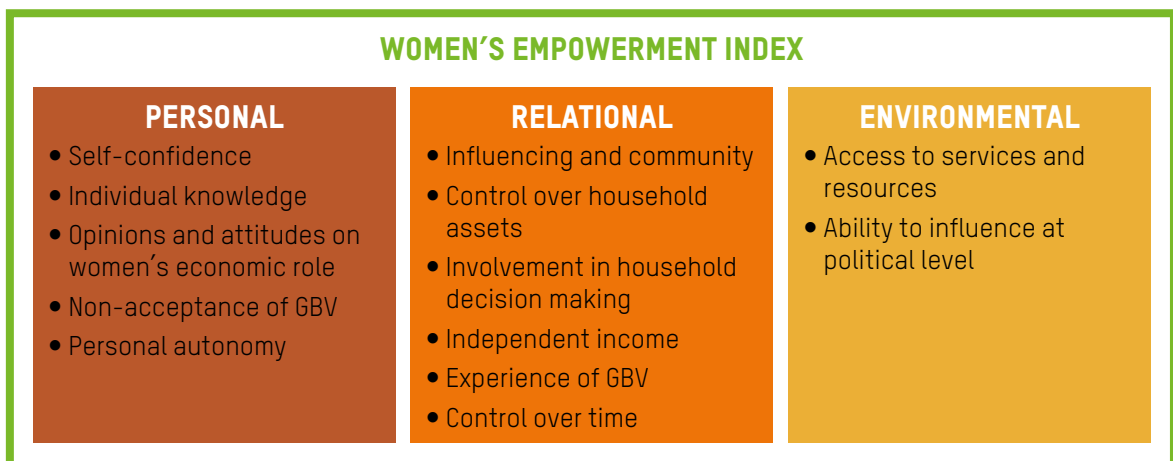 WOMEN´S EMPOWERMENT INDEX
PERSONAL
• Self-confidence
• Individual knowledge
• Opinions and attitudes on
women´s economic role
• Non-acceptance of GBV
• Personal autonomy
RELATIONAL
• Influencing and community
• Control over household
assets
• Involvement in household
decision making
• Independent income
• Experience of GBV
• Control over time
ENVIRONMENTAL
• Access to services and
resources
• Ability to influence at
political level